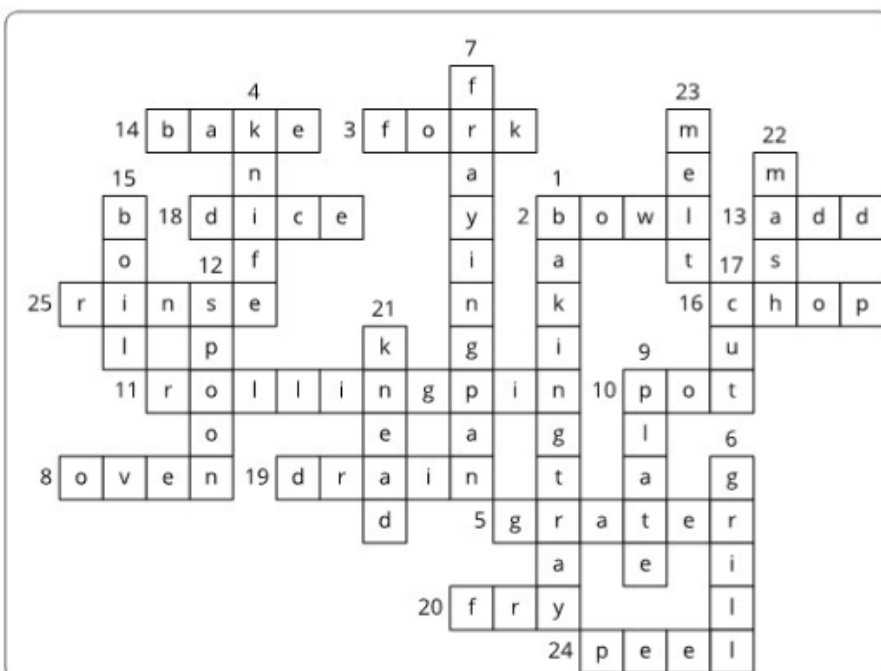 7
4 f 23
14 b a k e 3 f o r k m 22
15 n a 1 e m
b 18 d i c e y 2 b o w l 13 a d d
o 12 f i a t 17 s
25 r i n s e 21 n k 16 c h o p
l p k g i 9 u
11 r o l l i n g p i n 10 p o t
o e a g l 6
8 o v e n 19 d r a i n t a g
d 5 g r a t e r
a e i
20 f r y l
24 p e e l